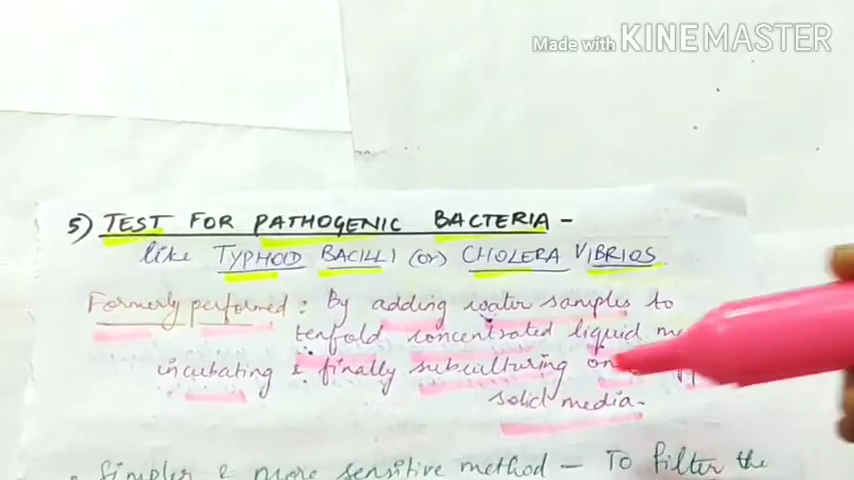 Made with KINEMASTER
5) TEST FOR PATHOGENIC BACTERIA -
like TYPHOID BACILLI (or) CHOLERA VIBRIOS
Formerly performed : By adding water samples to
tenfold concentrated liquid
incubating & finally subculturing on
solid media.
• Simpler & more sensitive method - To filter the